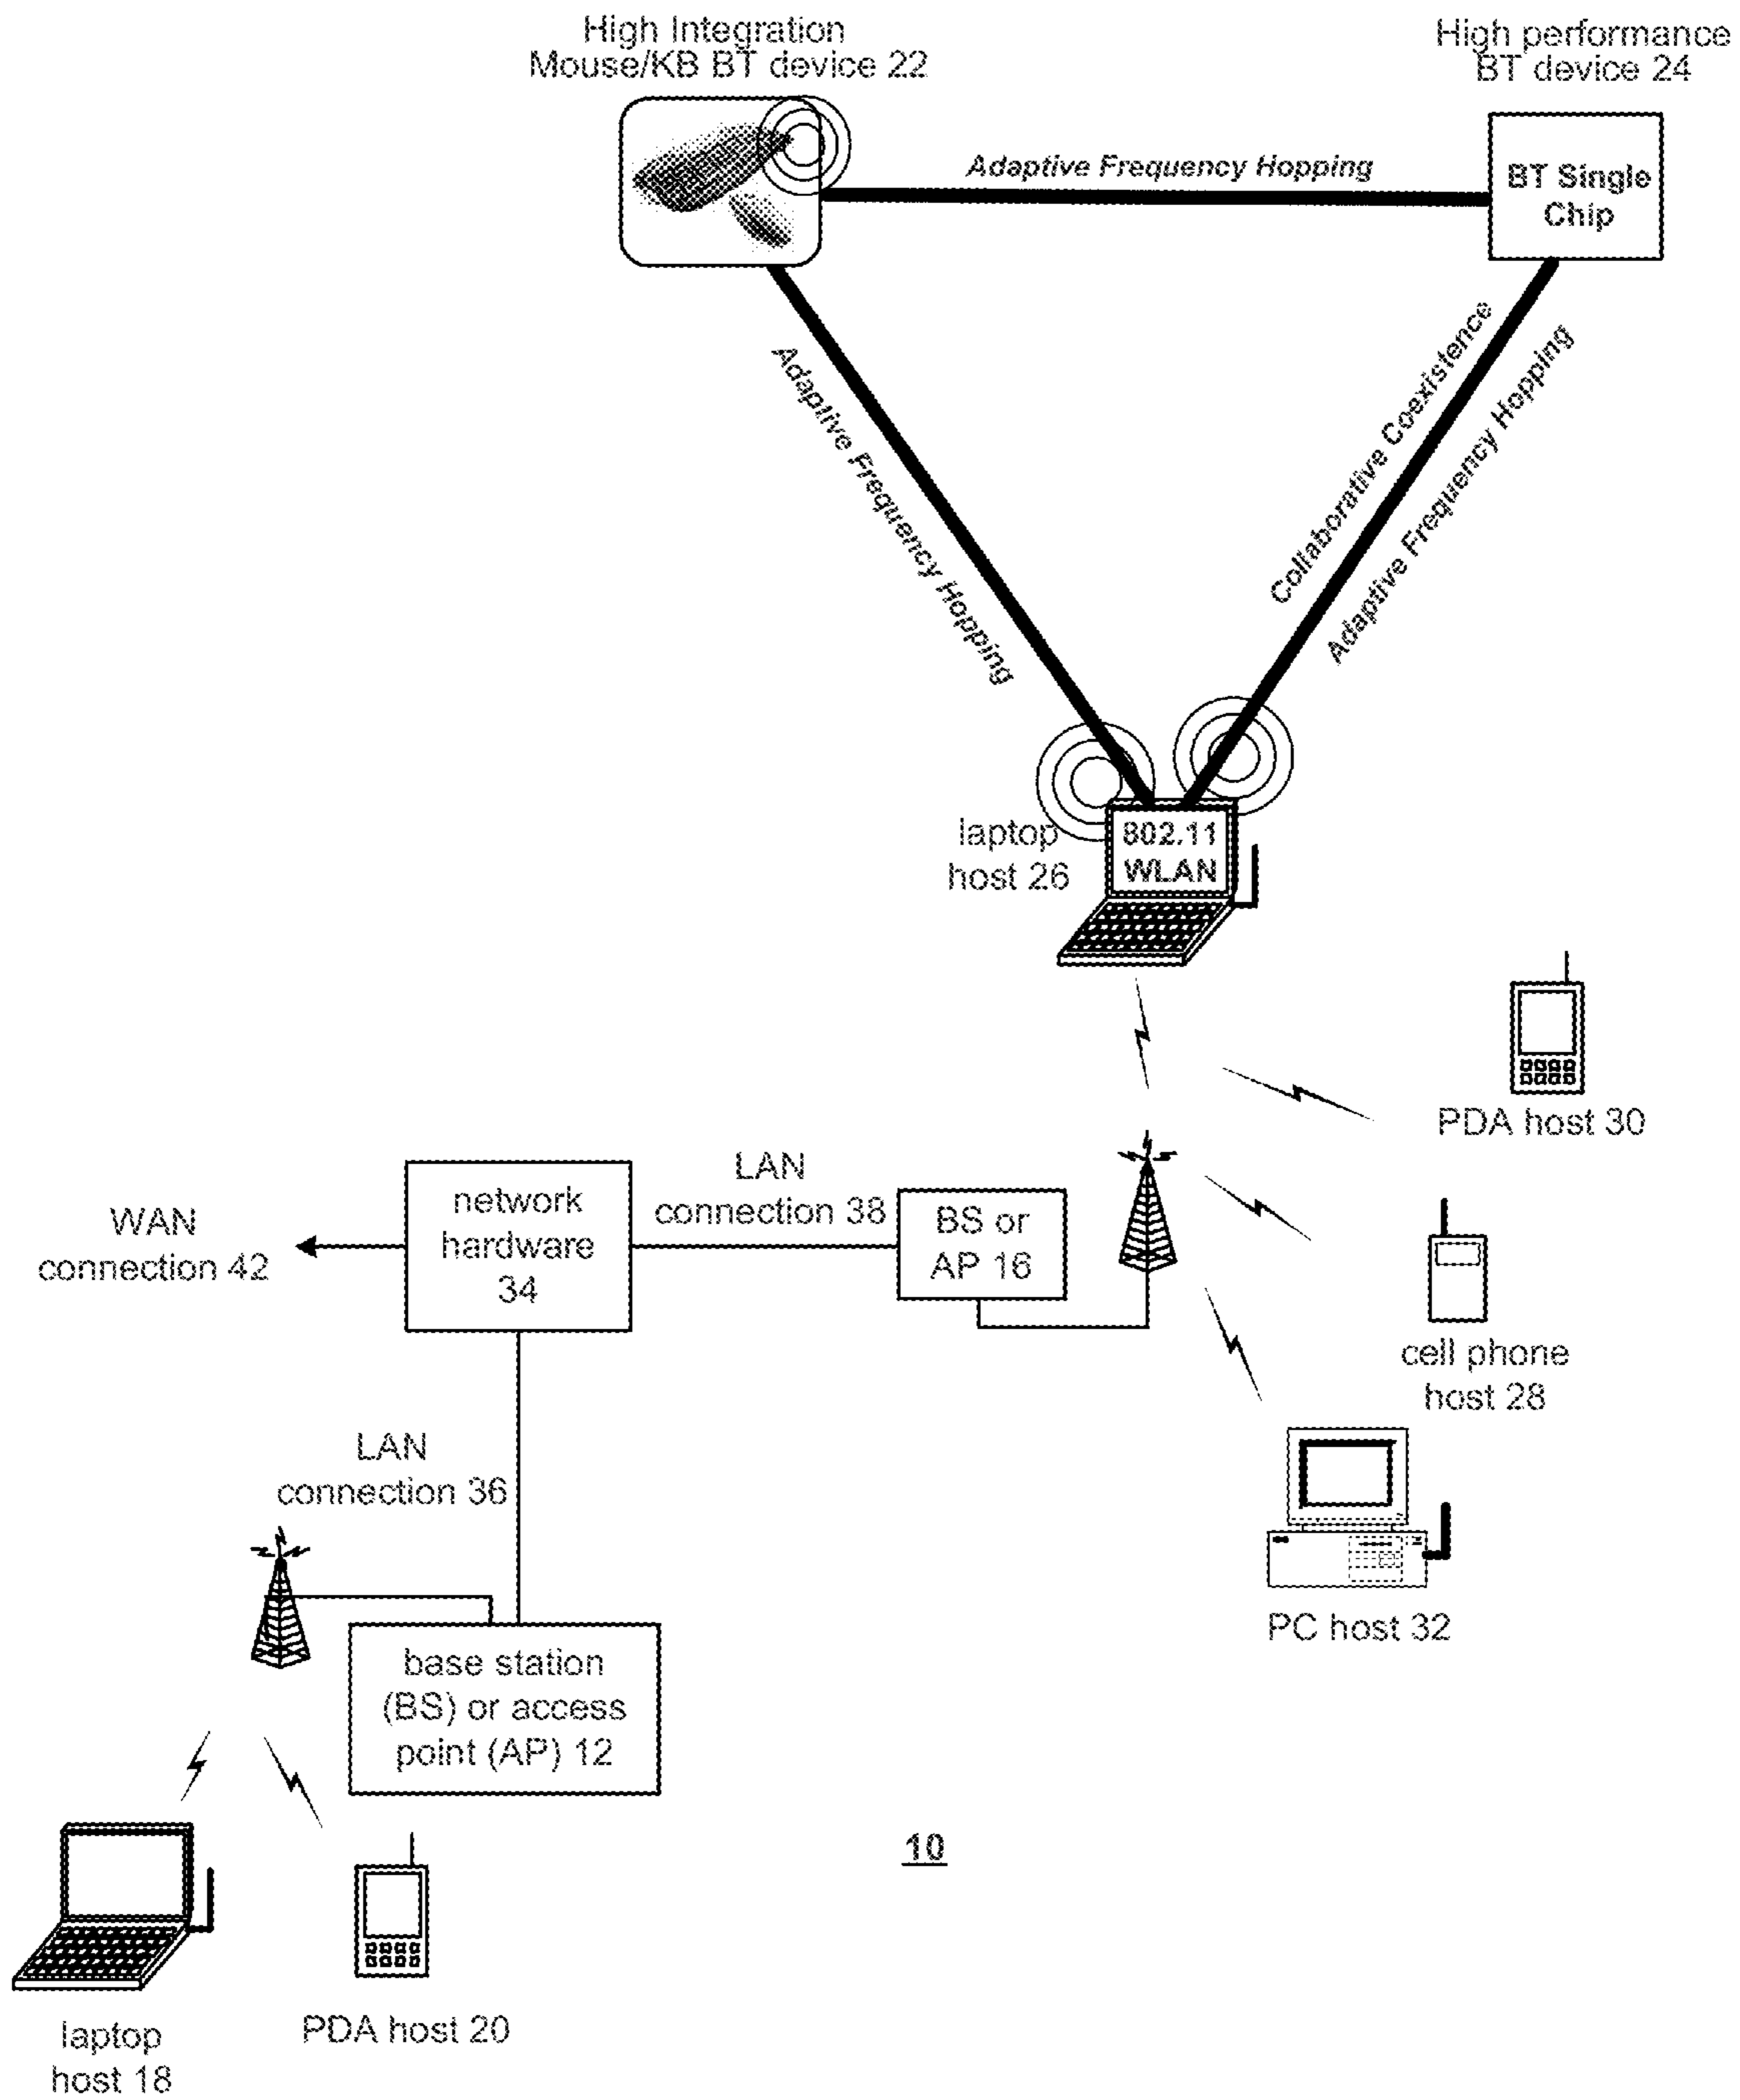 High Integration
Mouse/KB BT device 22
High performance
BT device 24
Adaptive Frequency Hopping
BT Single
Chip
Adaptive Frequency Hopping
Collaborative Coexistence
Adaptive Frequency Hopping
laptop
host 26
802.11
WLAN
PDA host 30
WAN
connection 42
network
hardware
34
LAN
connection 38
BS or
AP 16
cell phone
host 28
LAN
connection 36
PC host 32
base station
(BS) or access
point (AP) 12
10
laptop
host 18
PDA host 20